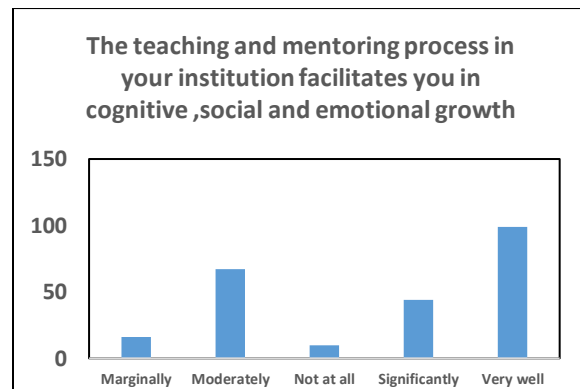 The teaching and mentoring process in
your institution facilitates you in
cognitive ,social and emotional growth
150
100
50
0
Marginally Moderately Not at all Significantly Very well